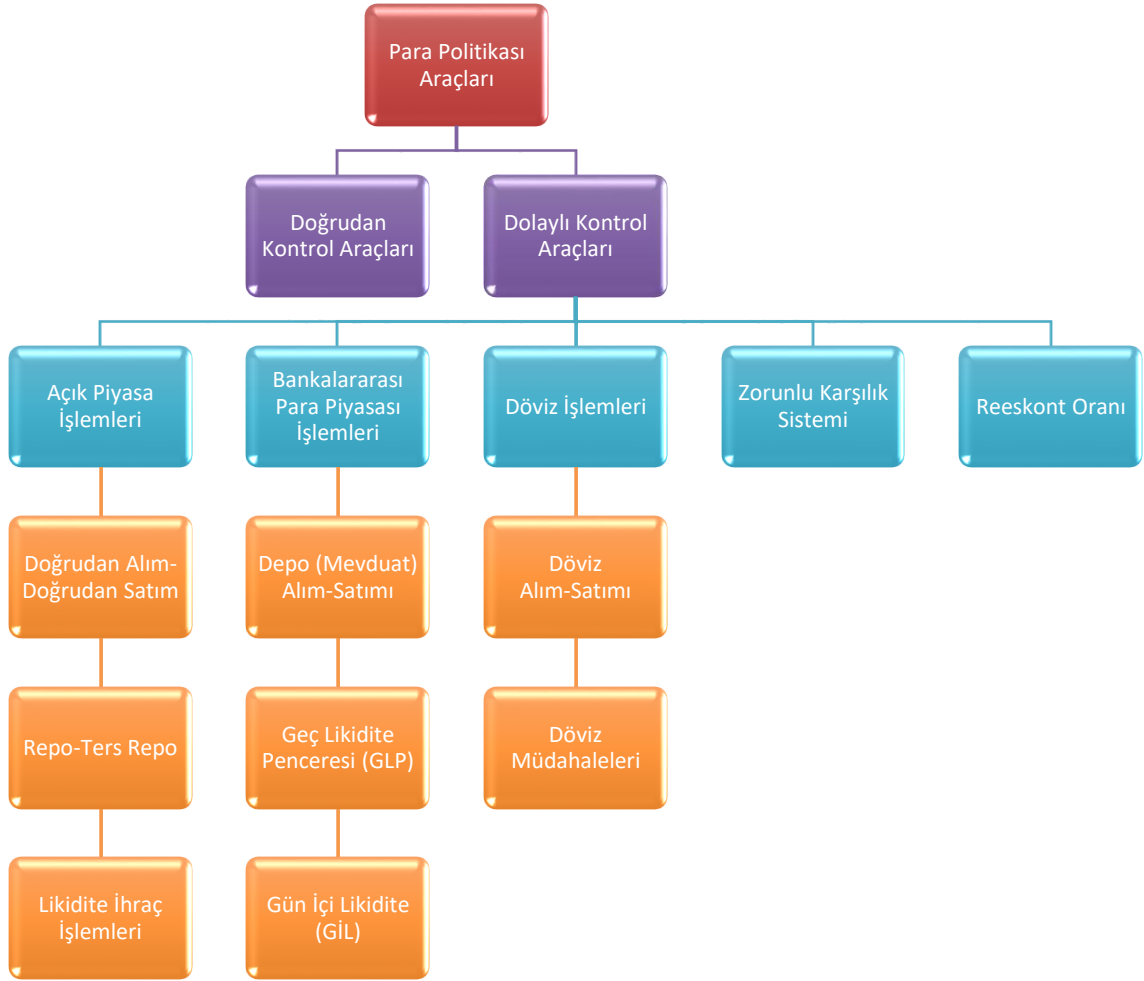 Para Politikası
Araçları
Doğrudan
Kontrol Araçları
Dolaylı Kontrol
Araçları
Açık Piyasa
İşlemleri
Bankalararası
Para Piyasası
İşlemleri
Döviz İşlemleri
Zorunlu Karşılık
Sistemi
Reeskont Oranı
Doğrudan Alım-
Doğrudan Satım
Depo (Mevduat)
Alım-Satımı
Döviz
Alım-Satımı
Repo-Ters Repo
Geç Likidite
Penceresi (GLP)
Döviz
Müdahaleleri
Likidite İhraç
İşlemleri
Gün İçi Likidite
(GİL)